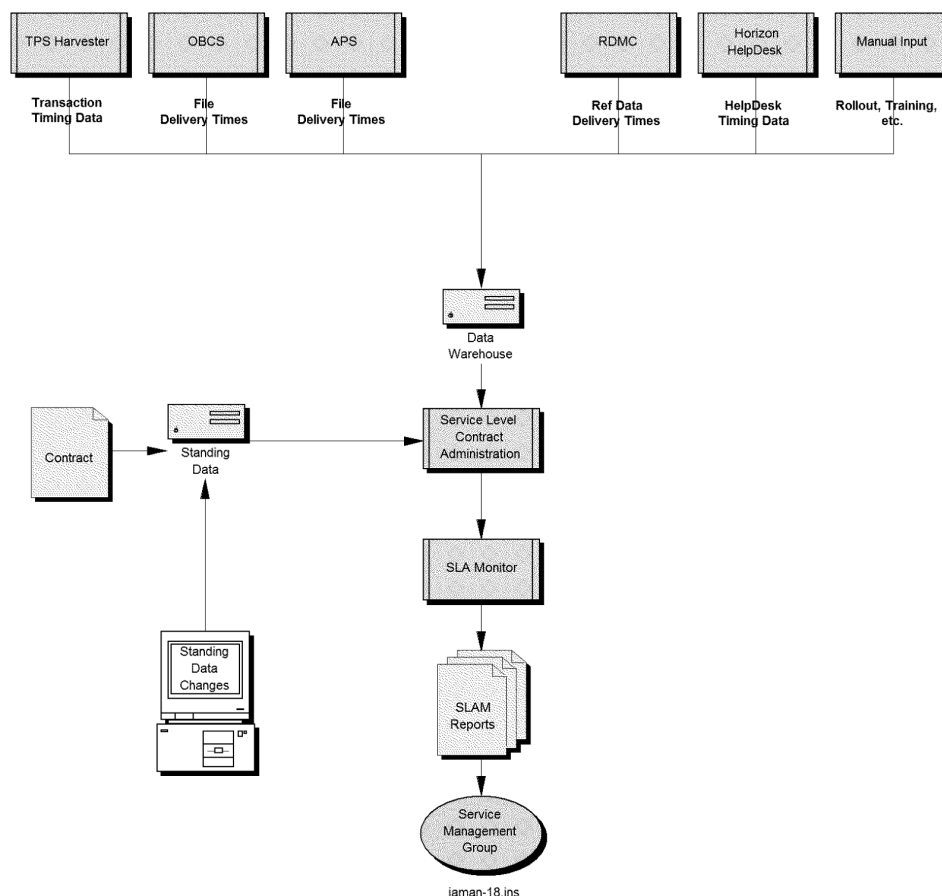 TPS Harvester
OBCS
APS
RDMC
Horizon
HelpDesk
Manual Input
Transaction
Timing Data
File
Delivery Times
File
Delivery Times
Ref Data
Delivery Times
HelpDesk
Timing Data
Rollout, Training,
etc.
Data
Warehouse
Contract
Standing
Data
Service Level
Contract
Administration
SLA Monitor
Standing
Data
Changes
SLAM
Reports
Service
Management
Group
iaman-18.ins